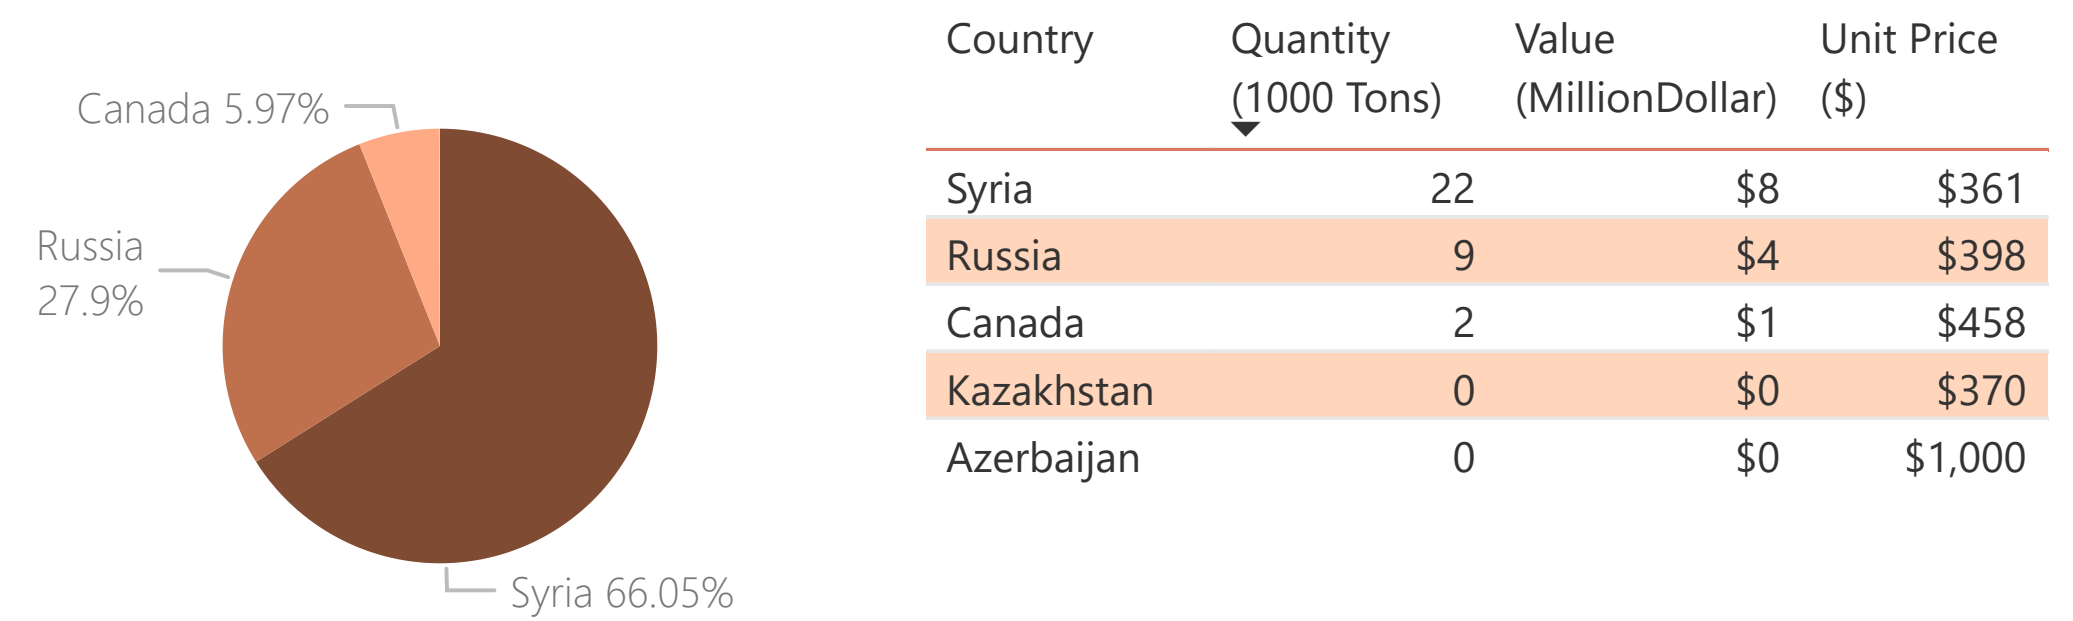 Canada 5.97%
Russia
27.9%
Syria 66.05%
Country Quantity Value Unit Price
(1000 Tons) (MillionDollar) ($)
Syria 22 $8 $361
Russia 9 $4 $398
Canada 2 $1 $458
Kazakhstan 0 $0 $370
Azerbaijan 0 $0 $1,000